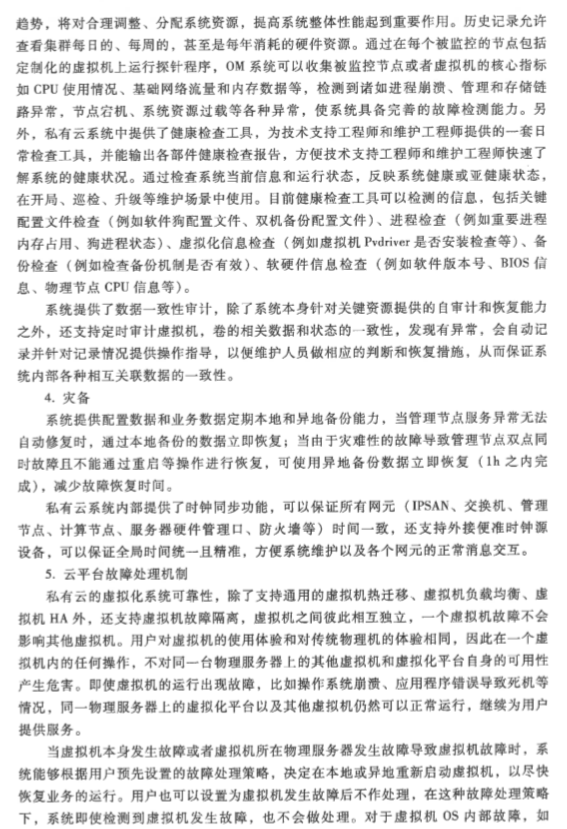 趋势，将对合理调整、分配系统资源，提高系统整体性能起到重要作用。历史记录允许
查看集群每日的、每周的，甚至是每年消耗的硬件资源。通过在每个被监控的节点包括
定制化的虚拟机上运行探针程序，OM 系统可以收集被监控节点或者虚拟机的核心指标
如 CPU 使用情况、基础网络流量和内存数据等，检测到诸如进程崩溃、管理和存储链
路异常，节点宕机、系统资源过载等各种异常，使系统具备完善的故障检测能力。另
外，私有云系统中提供了健康检查工具，为技术支持工程师和维护工程师提供的一套日
常检查工具，并能输出各部件健康检查报告，方便技术支持工程师和维护工程师快速了
解系统的健康状况。通过检查系统当前信息和运行状态，反映系统健康或亚健康状态，
在开局、巡检、升级等维护场景中使用。目前健康检查工具可以检测的信息，包括关键
配置文件检查（例如软件狗配置文件、双机备份配置文件）、进程检查（例如重要进程
内存占用、狗进程状态）、虚拟化信息检查（例如虚拟机 Pvdriver 是否安装检查等）、备
份检查（例如检查备份机制是否有效）、软硬件信息检查（例如软件版本号、BIOS 信
息、物理节点 CPU 信息等）。
系统提供了数据一致性审计，除了系统本身针对关键资源提供的自审计和恢复能力
之外，还支持定时审计虚拟机，卷的相关数据和状态的一致性，发现有异常，会自动记
录并针对记录情况提供操作指导，以便维护人员做相应的判断和恢复措施，从而保证系
统内部各种相互关联数据的一致性。
4. 灾备
系统提供配置数据和业务数据定期本地和异地备份能力，当管理节点服务异常无法
自动修复时，通过本地备份的数据立即恢复；当由于灾难性的故障导致管理节点双点同
时故障且不能通过重启等操作进行恢复，可使用异地备份数据立即恢复（1h 之内完
成），减少故障恢复时间。
私有云系统内部提供了时钟同步功能，可以保证所有网元（IPSAN、交换机、管理
节点、计算节点、服务器硬件管理口、防火墙等）时间一致，还支持外接便准时钟源
设备，可以保证全局时间统一且精准，方便系统维护以及各个网元的正常消息交互。
5. 云平台故障处理机制
私有云的虚拟化系统可靠性，除了支持通用的虚拟机热迁移、虚拟机负载均衡、虚
拟机 HA 外，还支持虚拟机故障隔离，虚拟机之间彼此相互独立，一个虚拟机故障不会
影响其他虚拟机。用户对虚拟机的使用体验和对传统物理机的体验相同，因此在一个虚
拟机内的任何操作，不对同一台物理服务器上的其他虚拟机和虚拟化平台自身的可用性
产生危害。即使虚拟机的运行出现故障，比如操作系统崩溃、应用程序错误导致死机等
情况，同一物理服务器上的虚拟化平台以及其他虚拟机仍然可以正常运行，继续为用户
提供服务。
当虚拟机本身发生故障或者虚拟机所在物理服务器发生故障导致虚拟机故障时，系
统能够根据用户预先设置的故障处理策略，决定在本地或异地重新启动虚拟机，以尽快
恢复业务的运行。用户也可以设置为虚拟机发生故障后不作处理，在这种故障处理策略
下，系统即使检测到虚拟机发生故障，也不会做处理。对于虚拟机 OS 内部故障，如